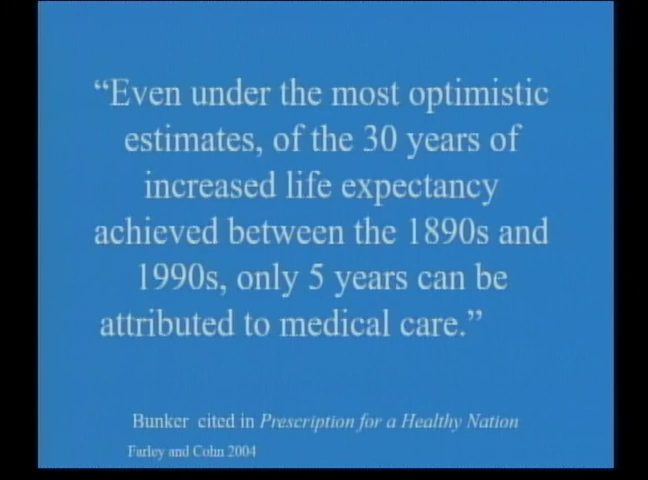 “Even under the most optimistic
estimates, of the 30 years of
increased life expectancy
achieved between the 1890s and
1990s, only 5 years can be
attributed to medical care.”
Bunker cited in Prescription for a Healthy Nation
Farley and Cohn 2004